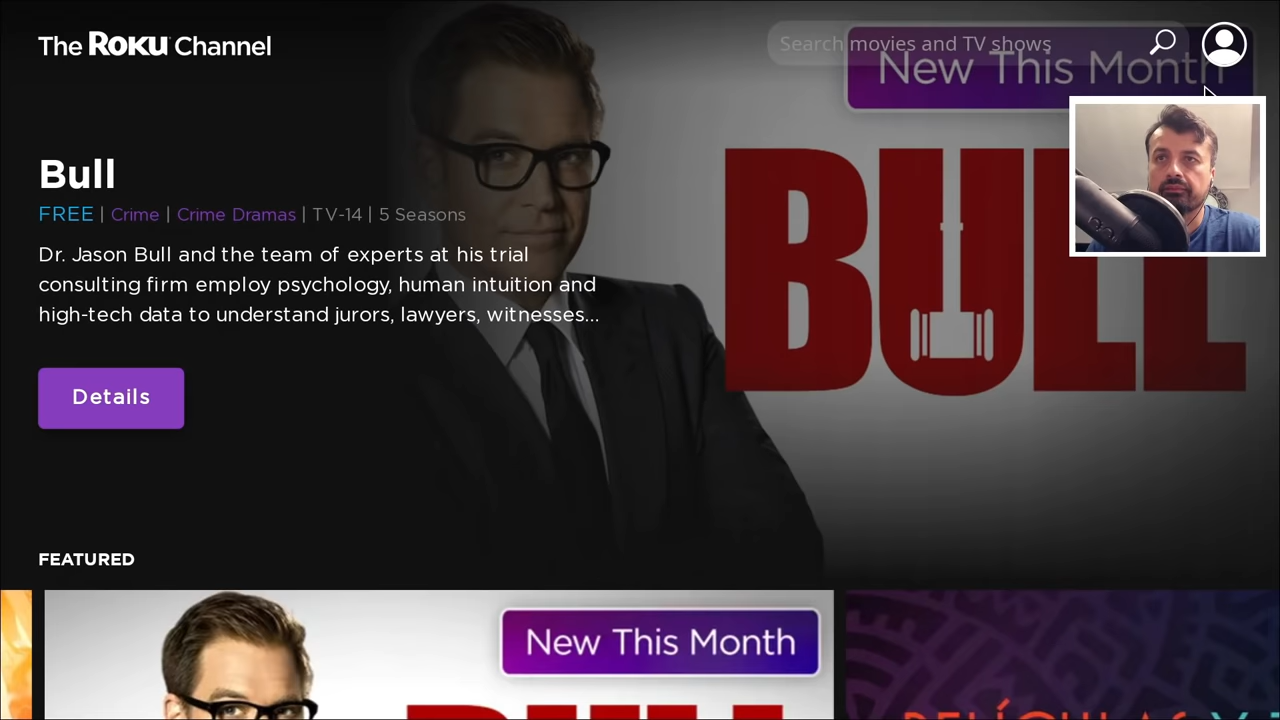 The Roku Channel
Search movies and TV shows
New This Month
BULL
Bull
FREE | Crime | Crime Dramas | TV-14 | 5 Seasons
Dr. Jason Bull and the team of experts at his trial
consulting firm employ psychology, human intuition and
high-tech data to understand jurors, lawyers, witnesses...
Details
FEATURED
New This Month
BULL
PELÍCULAS Y